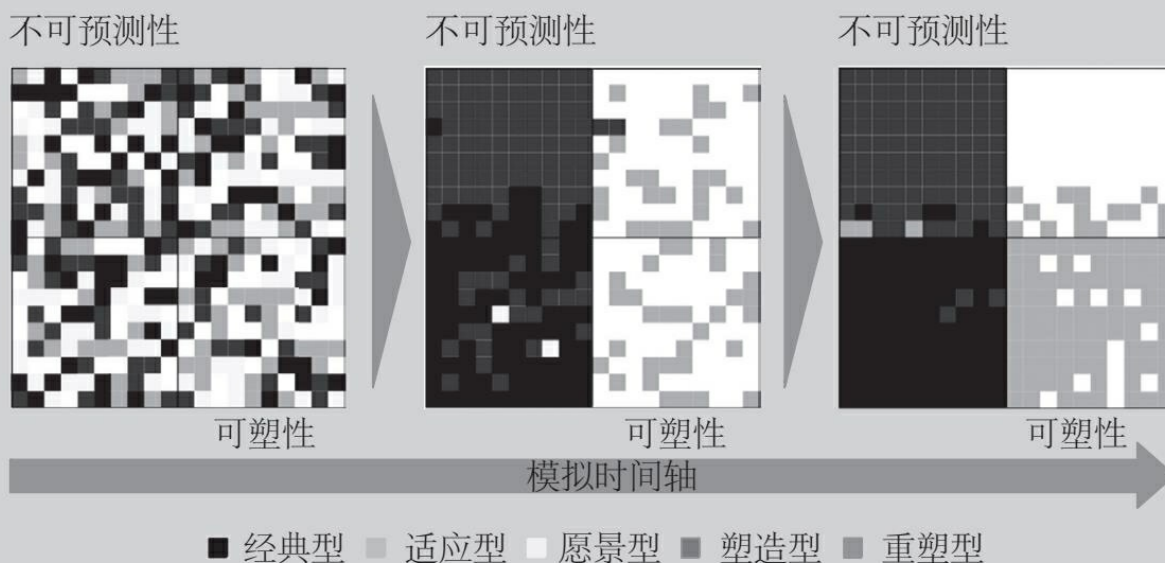 不可预测性 不可预测性 不可预测性
可塑性 可塑性 可塑性
模拟时间轴
经典型 适应型 愿景型 塑造型 重塑型